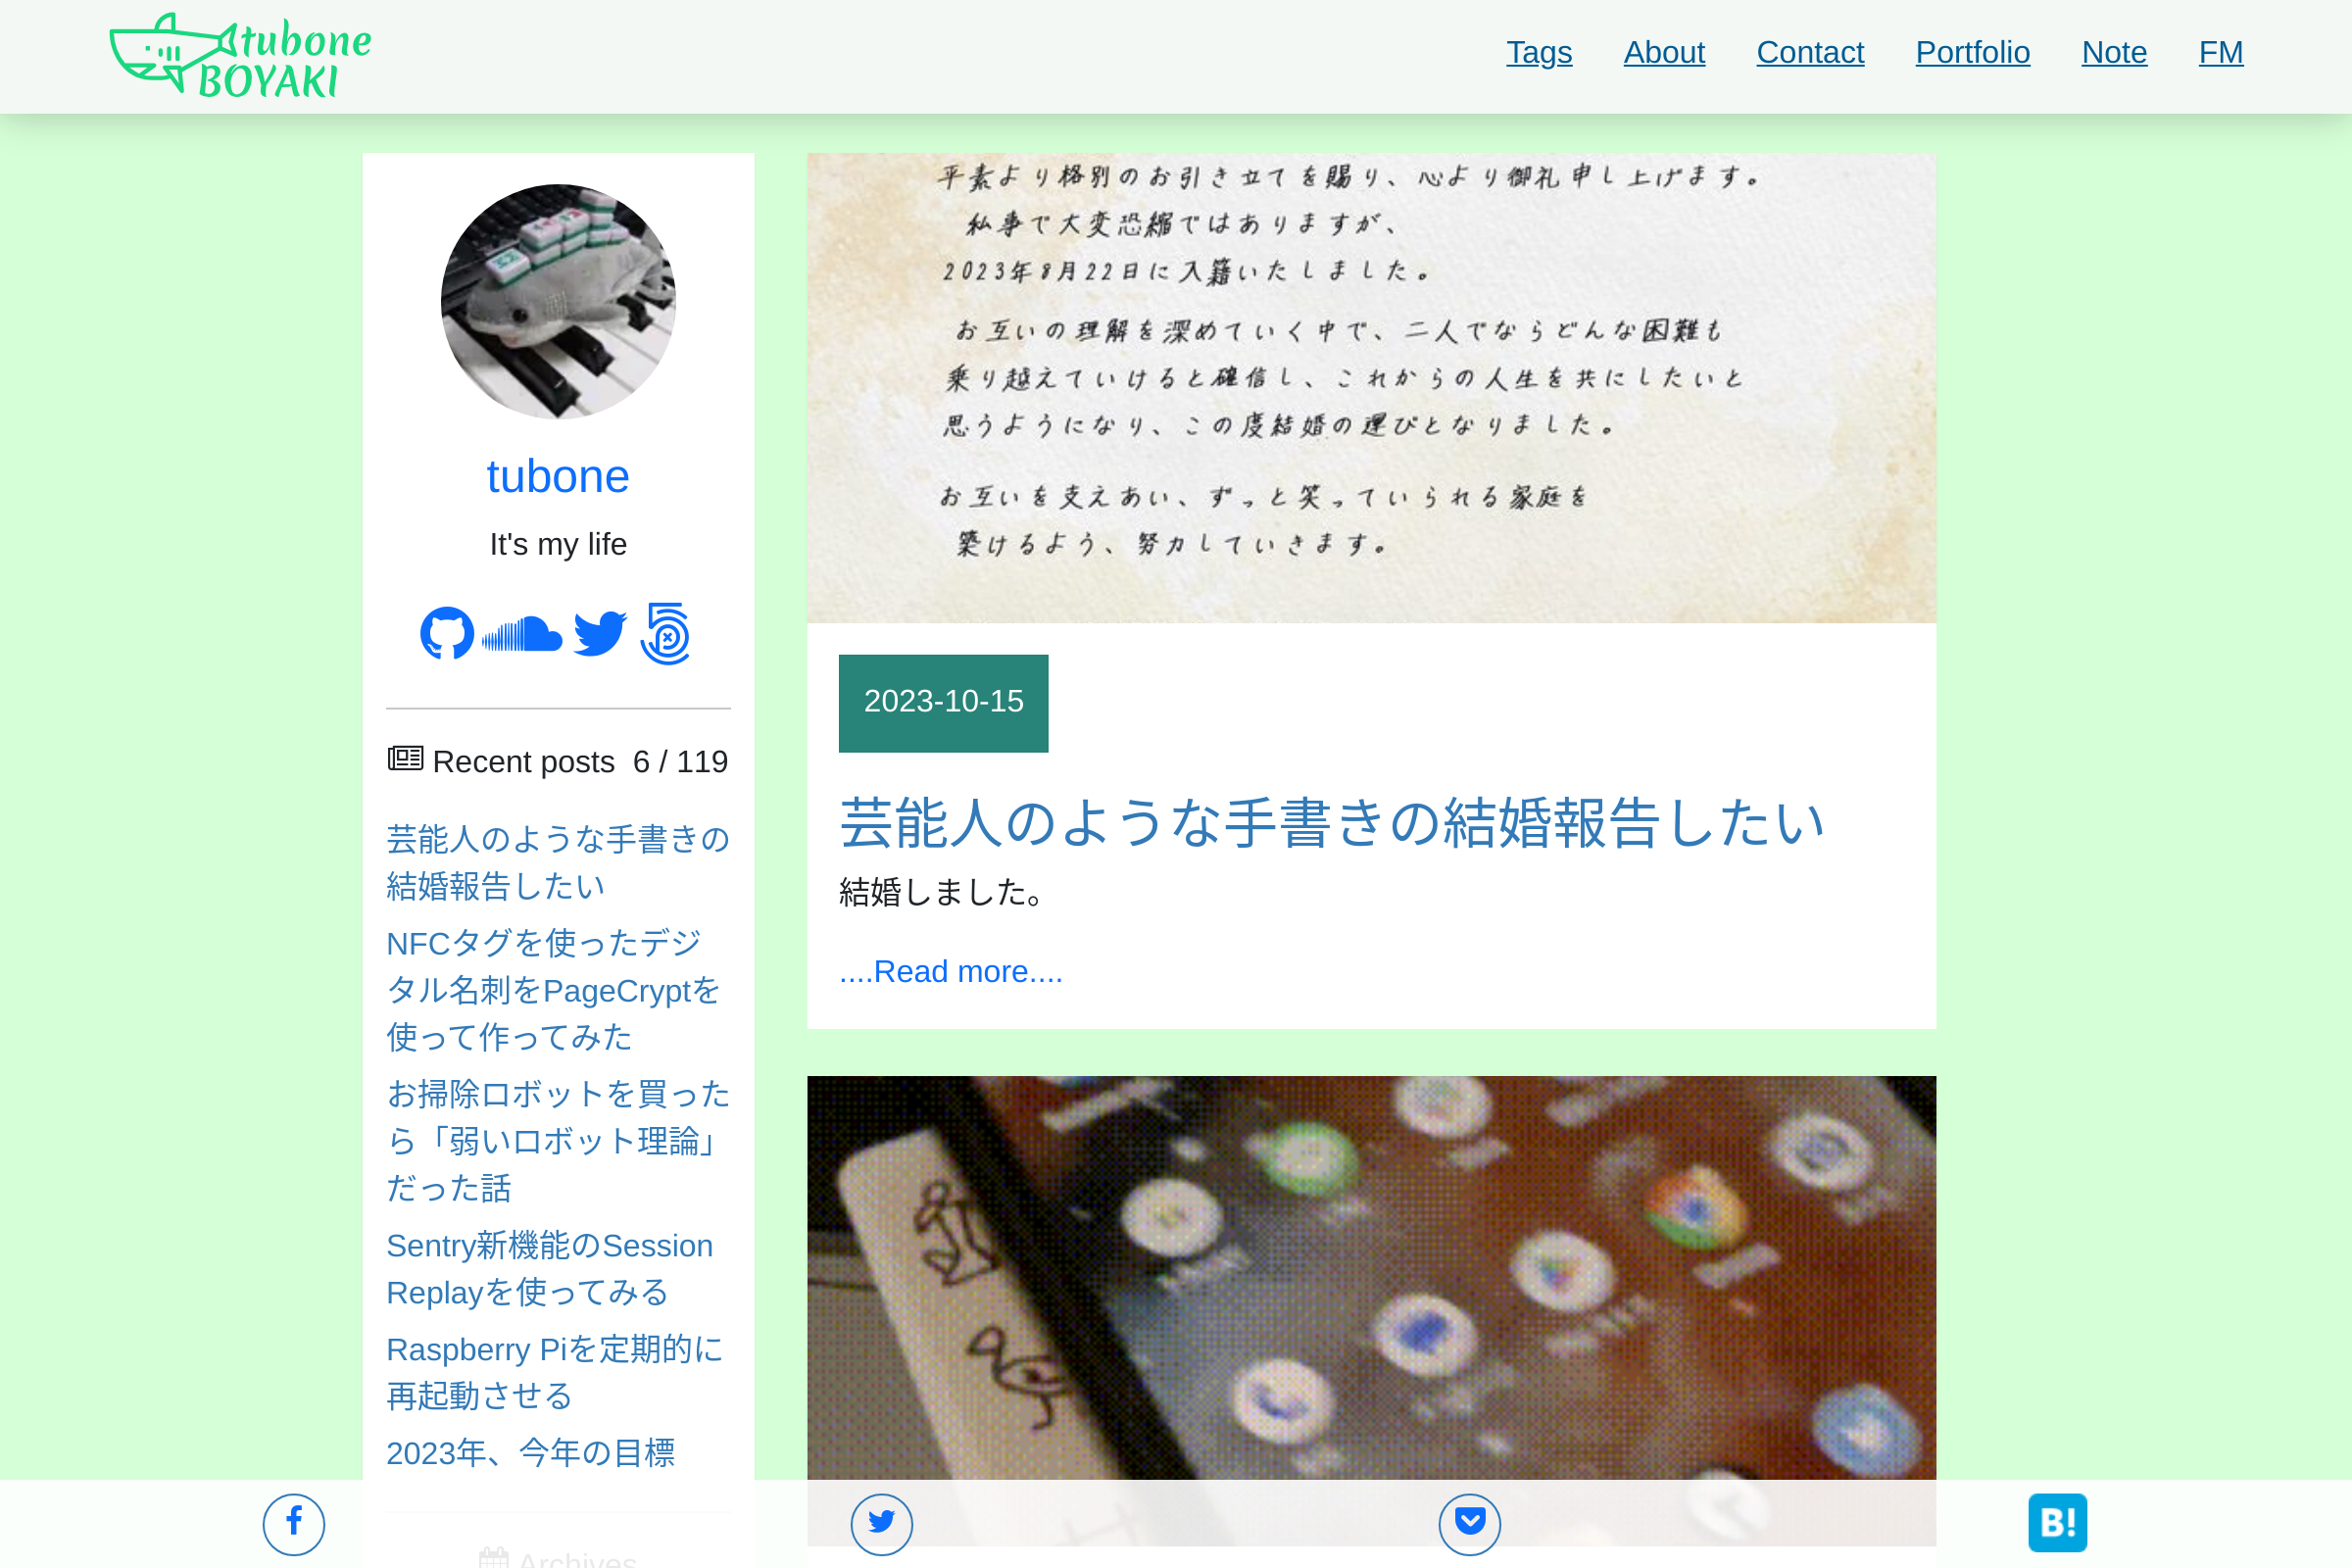 tubone
BOYAKI
Tags About Contact Portfolio Note FM
tubone
It's my life
Recent posts 6 / 119
芸能人のような手書きの
結婚報告したい
NFCタグを使ったデジ
タル名刺をPageCryptを
使って作ってみた
お掃除ロボットを買った
ら「弱いロボット理論」
だった話
Sentry新機能のSession
Replayを使ってみる
Raspberry Piを定期的に
再起動させる
2023年、今年の目標
Archives
平素より格別のお引き立てを賜り、心より御礼申し上げます。
私事で大変恐縮ではありますが、
2023年8月22日に入籍いたしました。
お互いの理解を深めていく中で、二人でならどんな困難も
乗り越えていけると確信し、これからの人生を共にしたいと
思うようになり、この度結婚の運びとなりました。
お互いを支えあい、ずっと笑っていられる家庭を
築けるよう、努力していきます。
2023-10-15
芸能人のような手書きの結婚報告したい
結婚しました。
....Read more....
B!